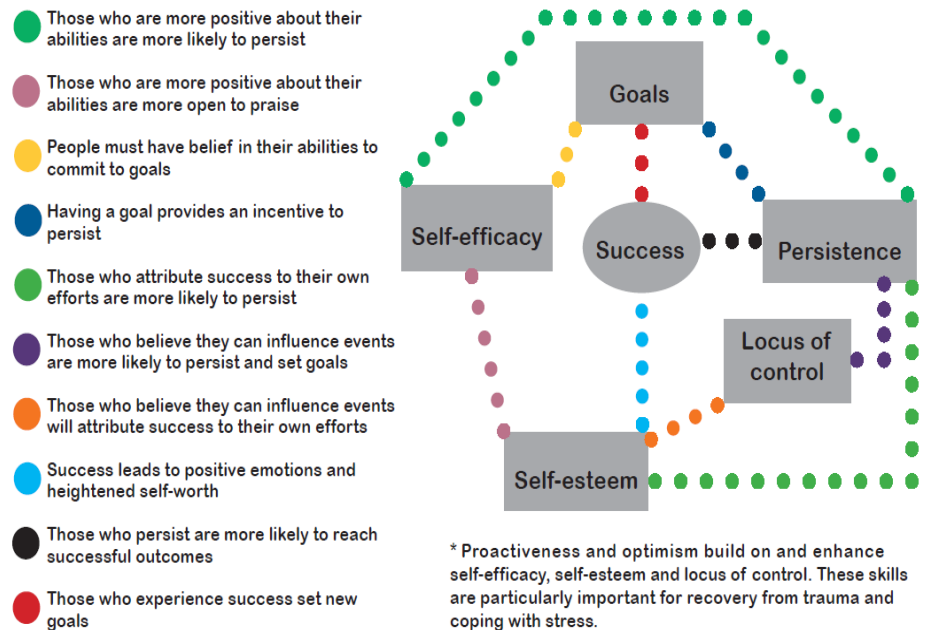 Those who are more positive about their
abilities are more likely to persist
Those who are more positive about their
abilities are more open to praise
People must have belief in their abilities to
commit to goals
Having a goal provides an incentive to
persist
Those who attribute success to their own
efforts are more likely to persist
Those who believe they can influence events
are more likely to persist and set goals
Those who believe they can influence events
will attribute success to their own efforts
Success leads to positive emotions and
heightened self-worth
Those who persist are more likely to reach
successful outcomes
Those who experience success set new
goals
Goals
Self-efficacy
Success
Persistence
Locus of
control
Self-esteem
* Proactiveness and optimism build on and enhance
self-efficacy, self-esteem and locus of control. These skills
are particularly important for recovery from trauma and
coping with stress.